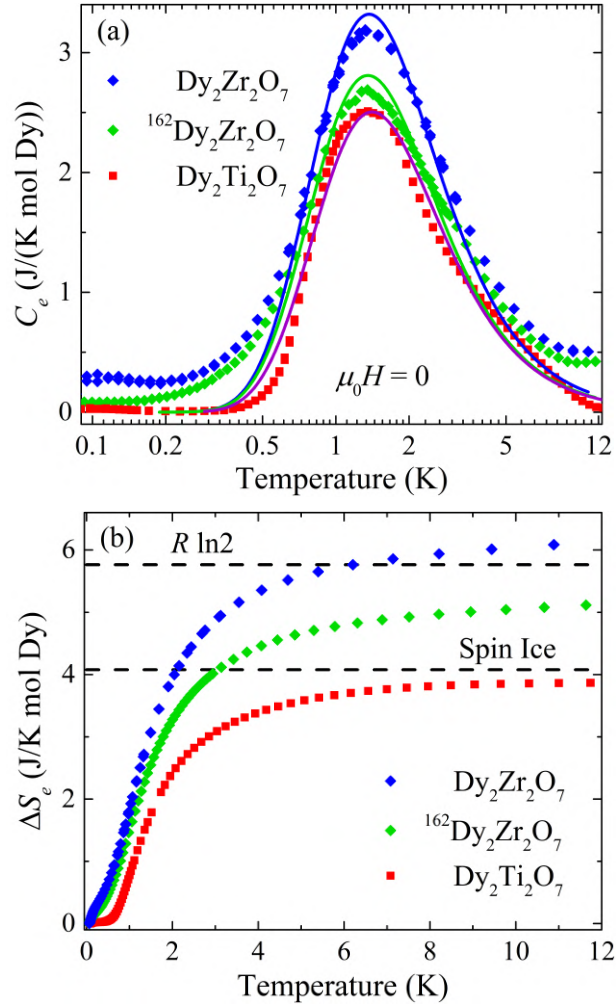 (a)
Dy₂Zr₂O₇
¹⁶²Dy₂Zr₂O₇
Dy₂Ti₂O₇
μ₀H = 0
Cₑ (J/(K mol Dy))
3
2
1
0
0.1 0.2 0.5 1 2 5 12
Temperature (K)
(b)
R ln2
Spin Ice
Dy₂Zr₂O₇
¹⁶²Dy₂Zr₂O₇
Dy₂Ti₂O₇
ΔSₑ (J/K mol Dy)
6
4
2
0
0 2 4 6 8 10 12
Temperature (K)